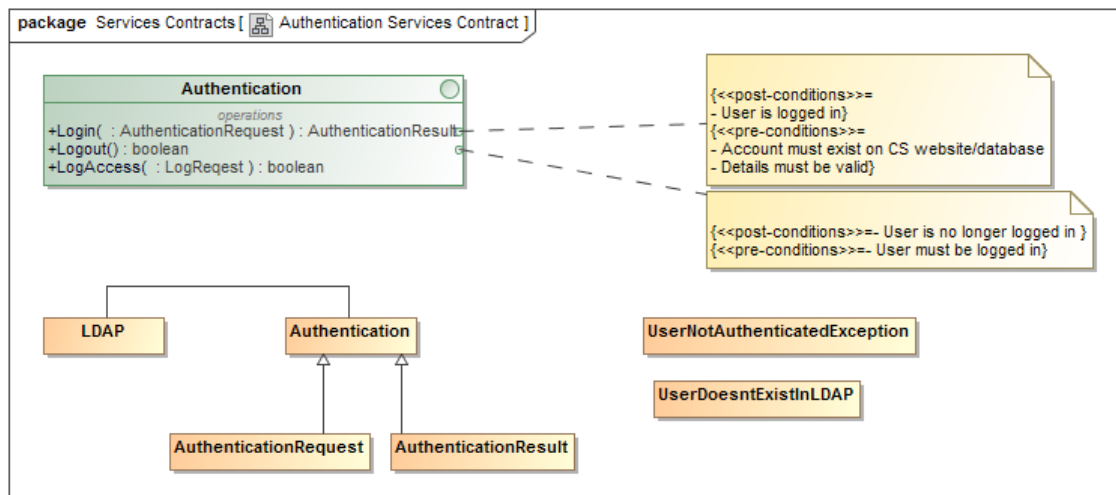 package Services Contracts [ Authentication Services Contract ]
Authentication
operations
+Login( : AuthenticationRequest ) : AuthenticationResult
+Logout() : boolean
+LogAccess( : LogReqest ) : boolean
{<<post-conditions>>=
- User is logged in}
{<<pre-conditions>>=
- Account must exist on CS website/database
- Details must be valid}
{<<post-conditions>>=- User is no longer logged in }
{<<pre-conditions>>=- User must be logged in}
LDAP
Authentication
UserNotAuthenticatedException
UserDoesntExistInLDAP
AuthenticationRequest
AuthenticationResult